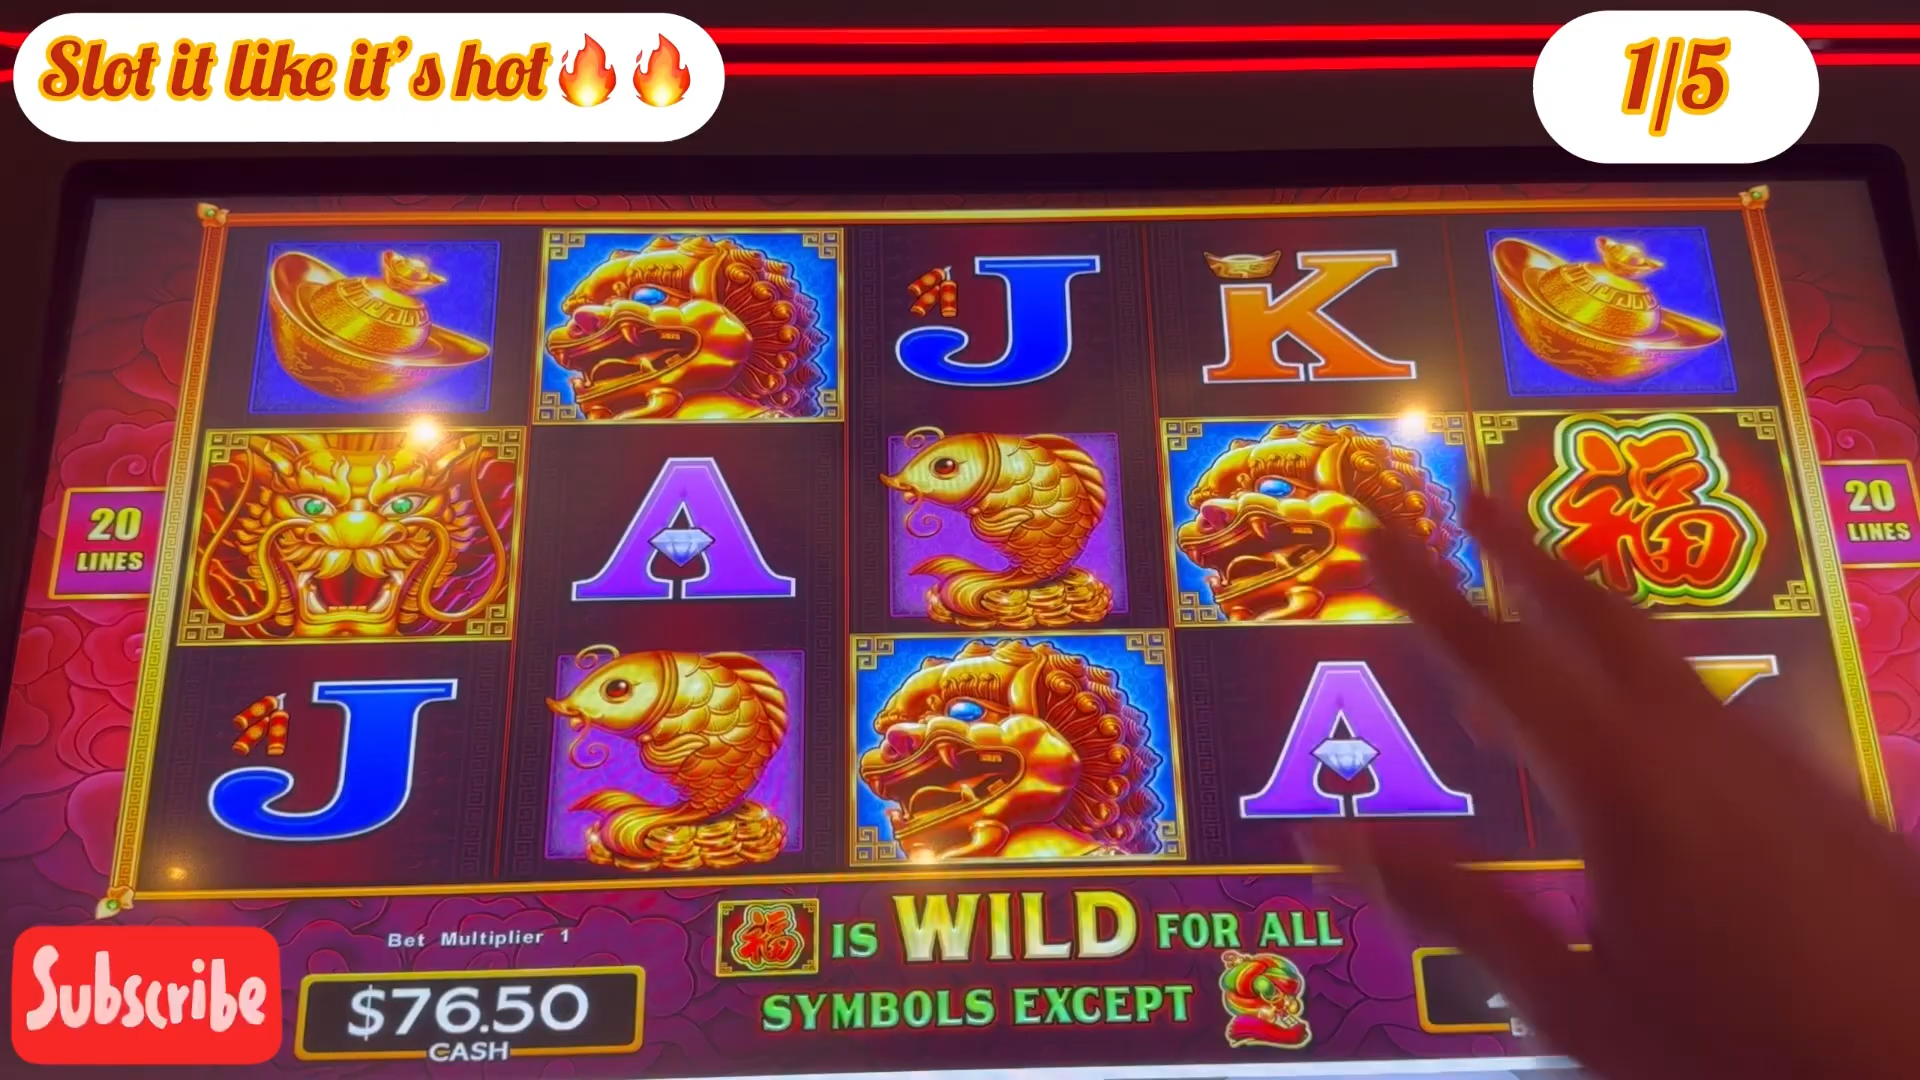 Slot it like it's hot🔥🔥
1/5
J
K
20
LINES
A
福
20
LINES
J
A
Bet Multiplier 1
福 IS WILD FOR ALL
SYMBOLS EXCEPT
$76.50
CASH
Subscribe